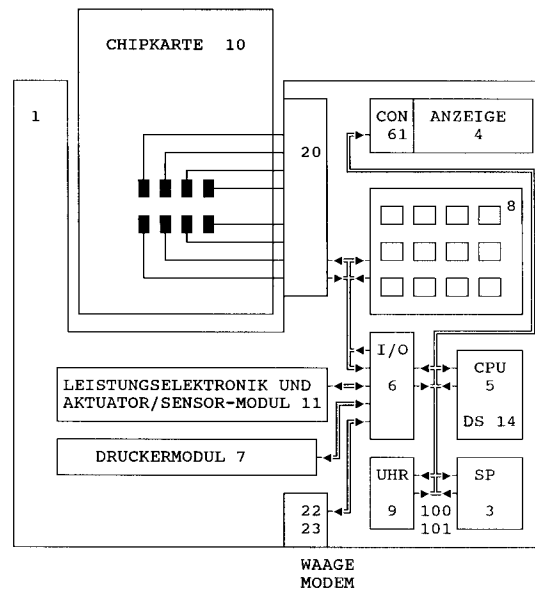 CHIPKARTE 10
1
20
CON
61
ANZEIGE
4
8
I/O
6
CPU
5
DS 14
LEISTUNGSELEKTRONIK UND
AKTUATOR/SENSOR-MODUL 11
DRUCKERMODUL 7
UHR
9
100
101
SP
3
22
23
WAAGE
MODEM